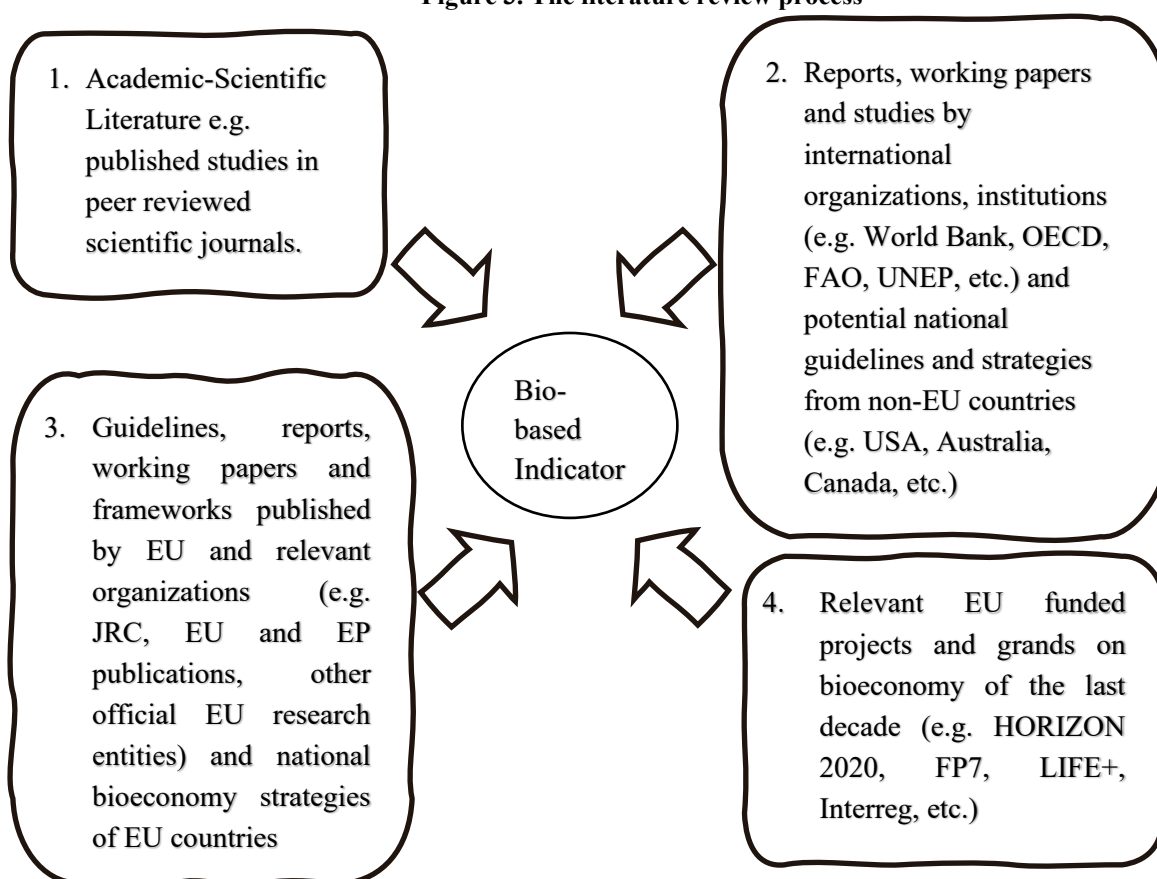 Figure 3. The literature review process
1. Academic-Scientific
Literature e.g.
published studies in
peer reviewed
scientific journals.
2. Reports, working papers
and studies by
international
organizations, institutions
(e.g. World Bank, OECD,
FAO, UNEP, etc.) and
potential national
guidelines and strategies
from non-EU countries
(e.g. USA, Australia,
Canada, etc.)
Bio-
based
Indicator
3. Guidelines, reports,
working papers and
frameworks published
by EU and relevant
organizations (e.g.
JRC, EU and EP
publications, other
official EU research
entities) and national
bioeconomy strategies
of EU countries
4. Relevant EU funded
projects and grands on
bioeconomy of the last
decade (e.g. HORIZON
2020, FP7, LIFE+,
Interreg, etc.)